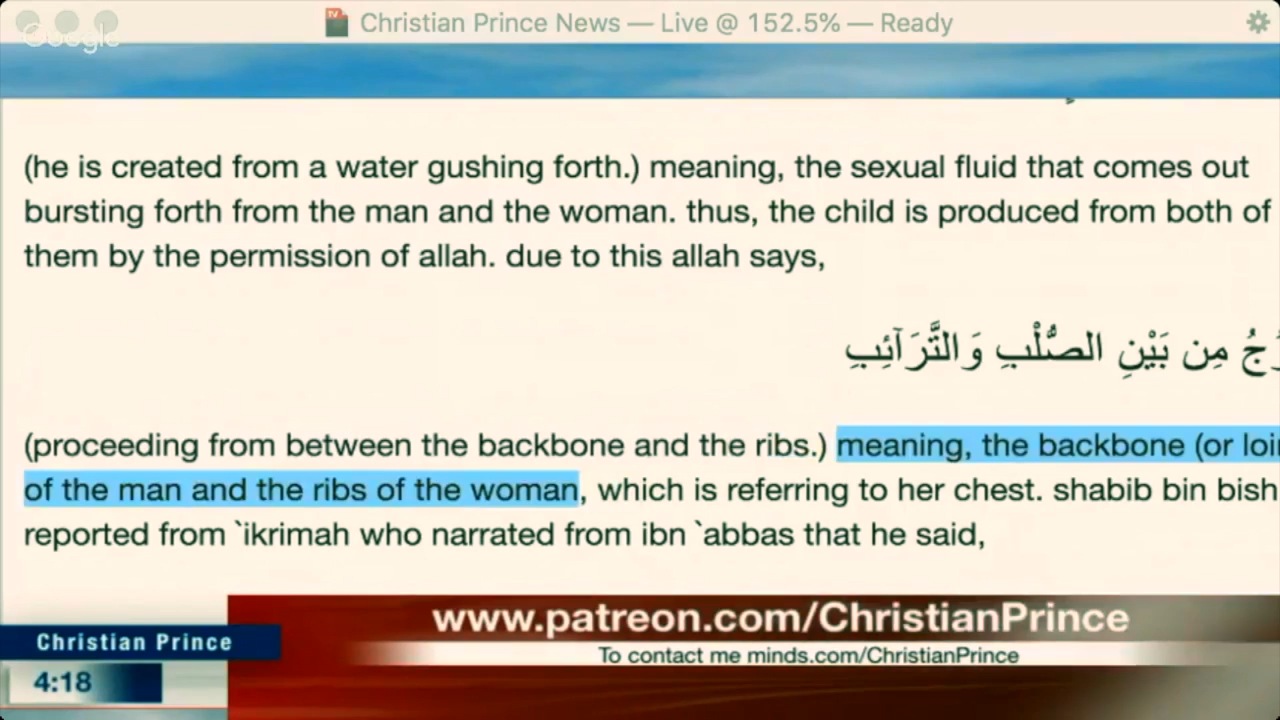 Google
Christian Prince News — Live @ 152.5% — Ready
(he is created from a water gushing forth.) meaning, the sexual fluid that comes out
bursting forth from the man and the woman. thus, the child is produced from both of
them by the permission of allah. due to this allah says,
مِن بَيْنِ الصُّلْبِ وَالتَّرَآئِبِ
(proceeding from between the backbone and the ribs.) meaning, the backbone (or
of the man and the ribs of the woman, which is referring to her chest. shabib bin
reported from `ikrimah who narrated from ibn `abbas that he said,
www.patreon.com/ChristianPrince
To contact me minds.com/ChristianPrince
Christian Prince
4:18